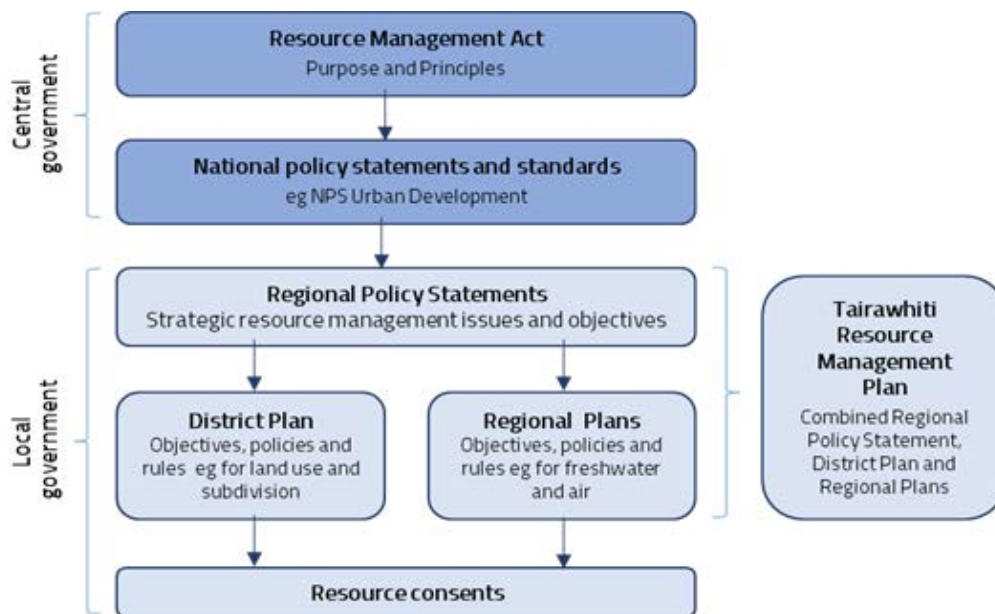 Central
government
Resource Management Act
Purpose and Principles
National policy statements and standards
eg NPS Urban Development
Local
government
Regional Policy Statements
Strategic resource management issues and objectives
District Plan
Objectives, policies and
rules eg for land use and
subdivision
Regional Plans
Objectives, policies and
rules eg for freshwater
and air
Resource consents
Tairawhiti
Resource
Management
Plan
Combined Regional
Policy Statement,
District Plan and
Regional Plans